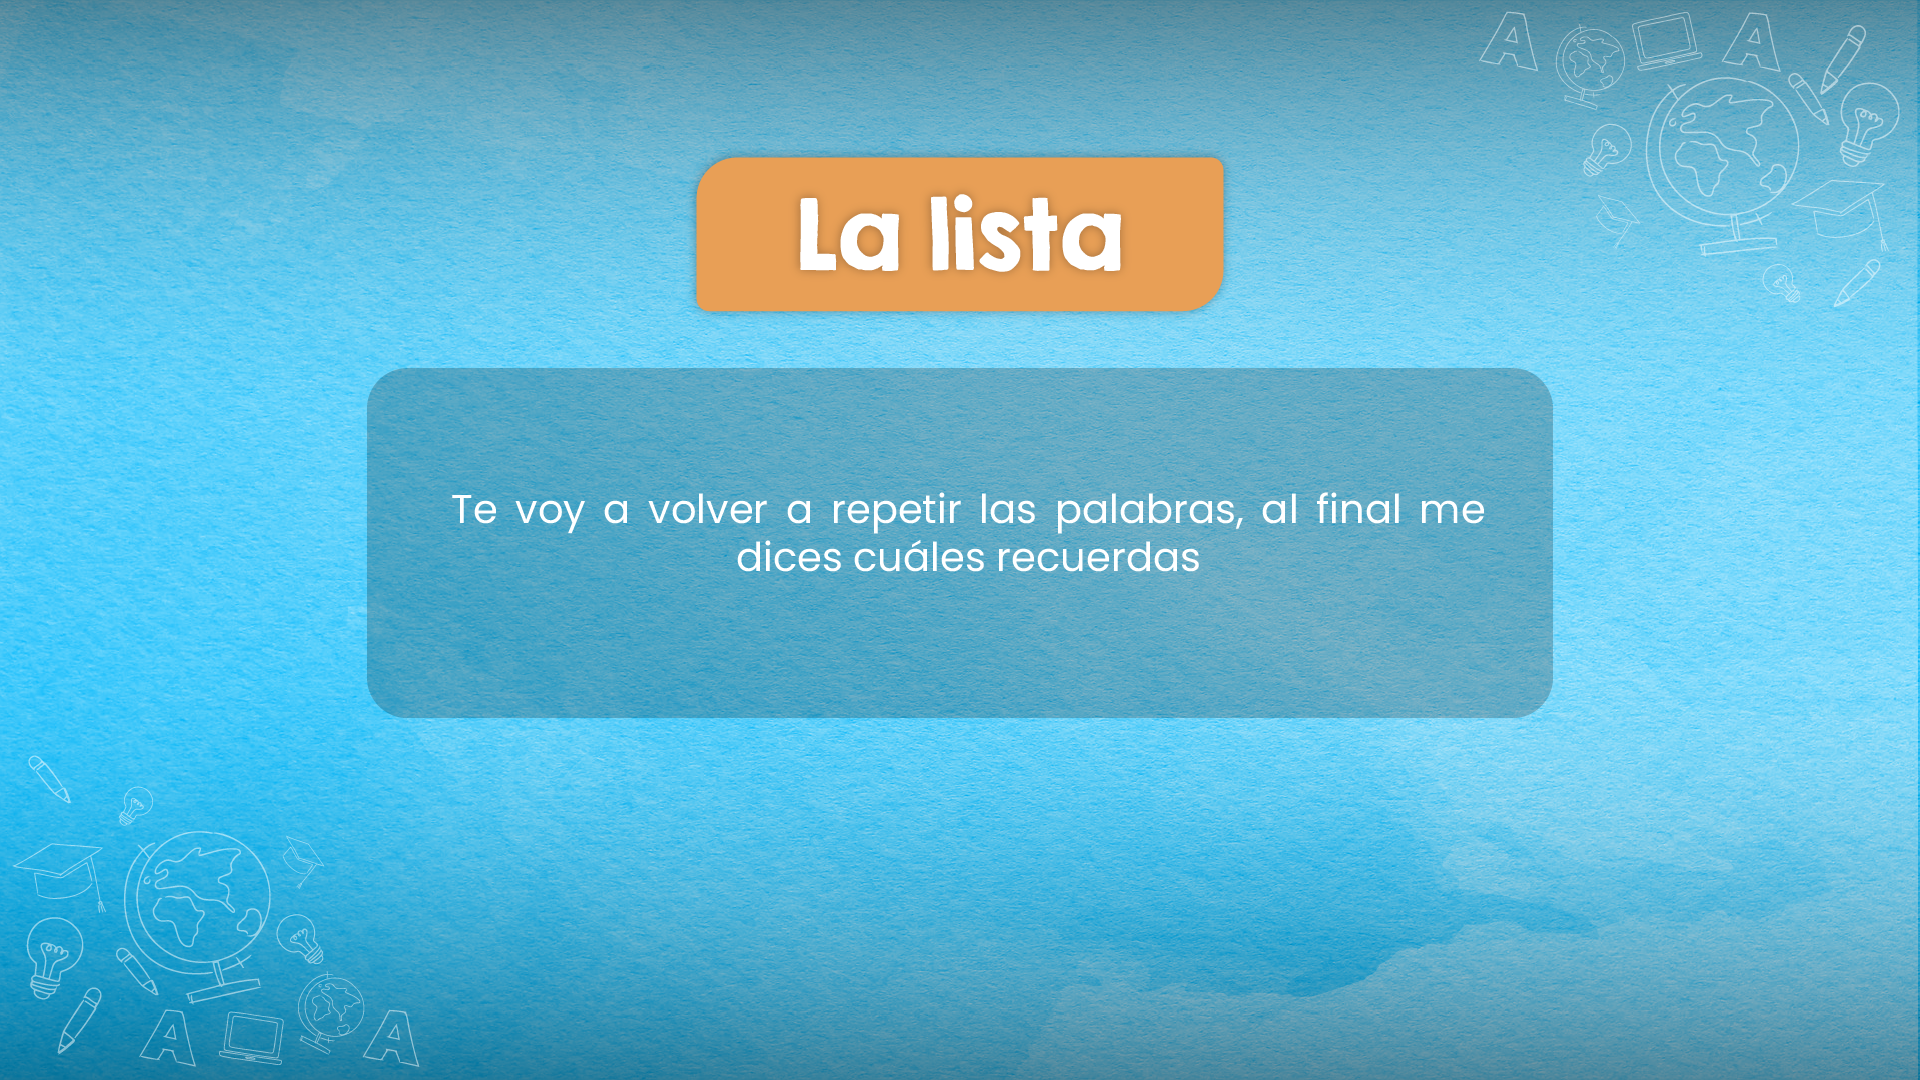 La lista
Te voy a volver a repetir las palabras, al final me
dices cuáles recuerdas